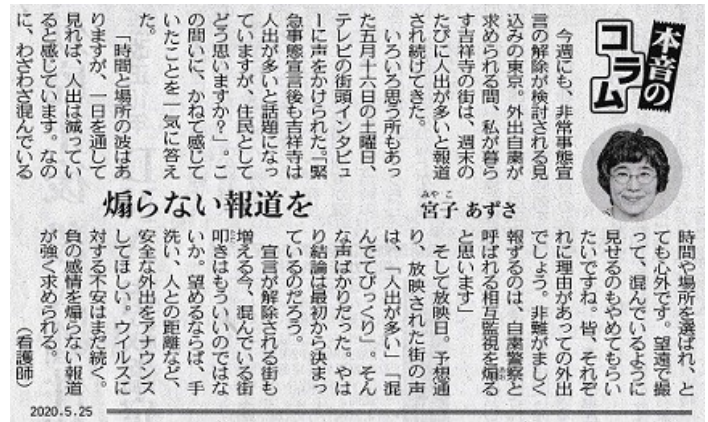 本音の
コラム
煽らない報道を
宮子 あずさ
みやこ
　今週にも、非常事態宣
言の解除が検討される見
込みの東京。外出自粛が
求められる間、私が暮ら
す吉祥寺の街は、週末の
たびに人出が多いと報道
され続けてきた。
　いろいろ思う所もあっ
た五月十六日の土曜日、
テレビの街頭インタビュ
ーに声をかけられた。「緊
急事態宣言後も吉祥寺は
人出が多いと話題になっ
ていますが、住民として
どう思いますか？」。こ
の問いに、かねて感じて
いたことを一気に答え
た。
　「時間と場所の波はあ
りますが、一日を通して
見れば、人出は減ってい
ると感じています。なの
に、わざわざ混んでいる
時間や場所を選ばれ、と
ても心外です。望遠で撮
って、混んでいるように
見せるのもやめてもらい
たいですね。皆、それぞ
れに理由があっての外出
でしょう。非難がましく
報ずるのは、自粛警察と
呼ばれる相互監視を煽る
と思います」
　そして放映日。予想通
り、放映された街の声
は、「人出が多い」「混
んでてびっくり」。そん
な声ばかりだった。やは
り結論は最初から決まっ
ているのだろう。
　宣言が解除される街も
増える今、混んでいる街
叩きはもういいのではな
いか。望めるならば、手
洗い、人との距離など、
安全な外出をアナウンス
してほしい。ウイルスに
対する不安はまだ続く。
負の感情を煽らない報道
が強く求められる。
（看護師）
2020.5.25